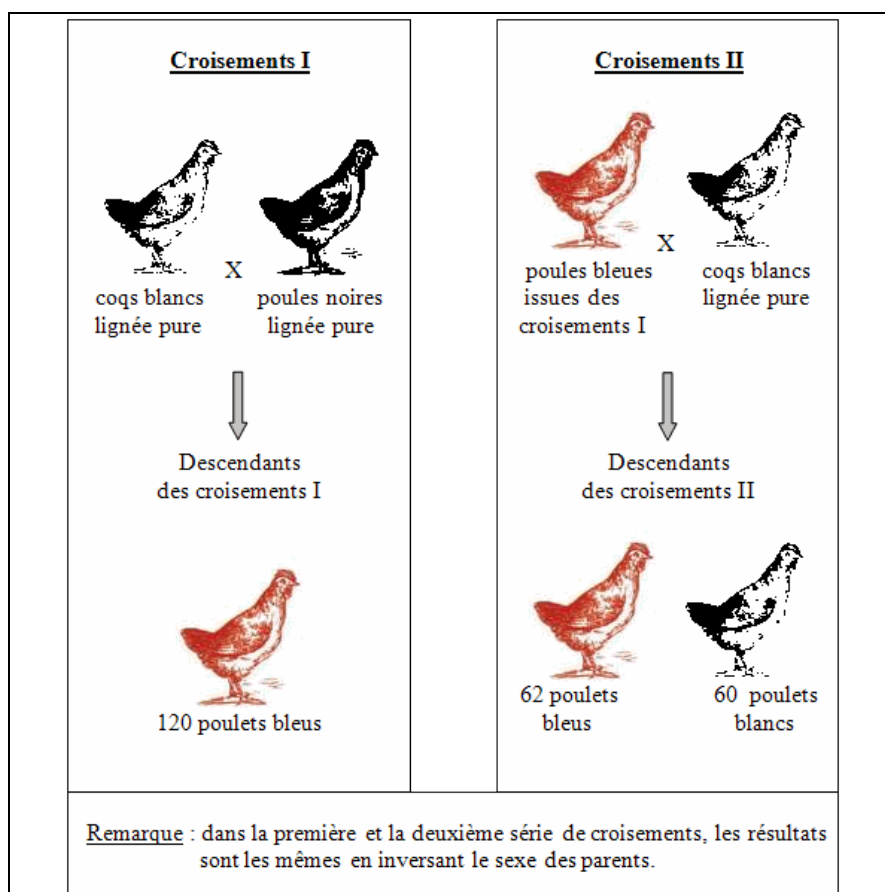 Croisements I
X
coqs blancs
lignée pure
poules noires
lignée pure
Descendants
des croisements I
120 poulets bleus
Croisements II
X
poules bleues
issues des
croisements I
coqs blancs
lignée pure
Descendants
des croisements II
62 poulets
bleus
60 poulets
blancs
Remarque : dans la première et la deuxième série de croisements, les résultats
sont les mêmes en inversant le sexe des parents.